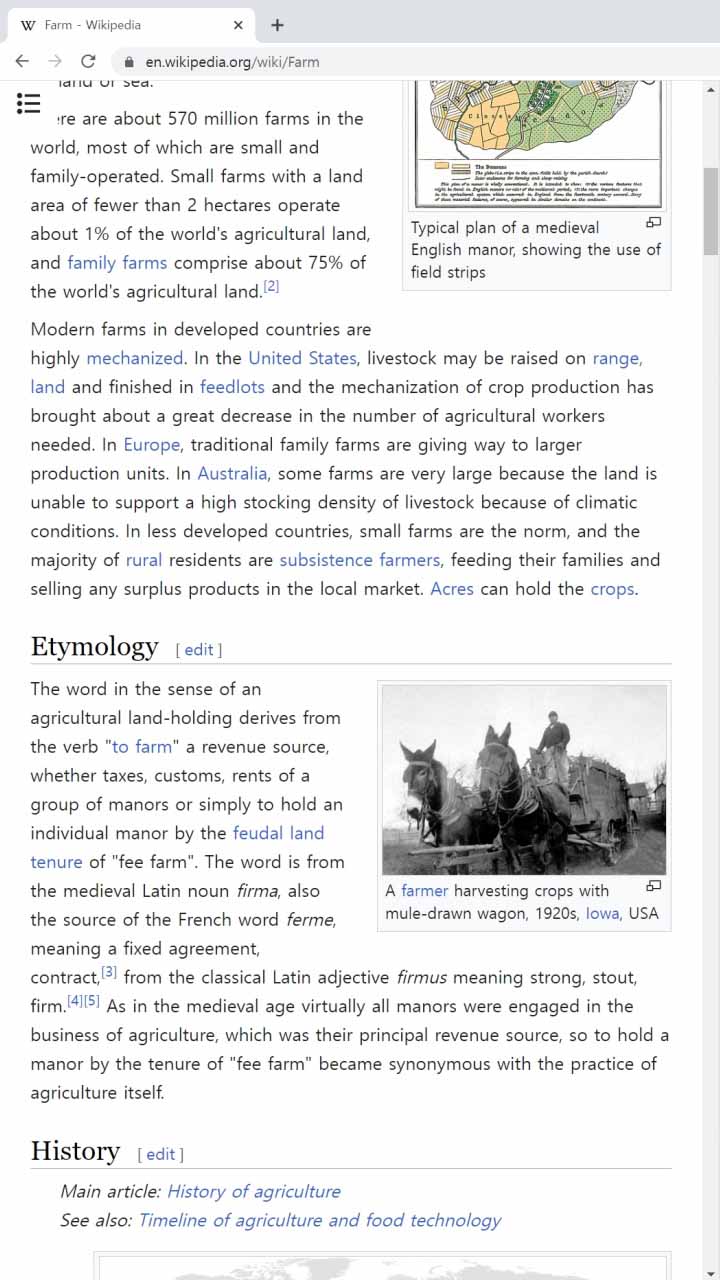 Farm - Wikipedia
en.wikipedia.org/wiki/Farm
land or sea.
ere are about 570 million farms in the
world, most of which are small and
family-operated. Small farms with a land
area of fewer than 2 hectares operate
about 1% of the world's agricultural land,
and family farms comprise about 75% of
the world's agricultural land.[2]
Typical plan of a medieval
English manor, showing the use of
field strips
Modern farms in developed countries are
highly mechanized. In the United States, livestock may be raised on range,
land and finished in feedlots and the mechanization of crop production has
brought about a great decrease in the number of agricultural workers
needed. In Europe, traditional family farms are giving way to larger
production units. In Australia, some farms are very large because the land is
unable to support a high stocking density of livestock because of climatic
conditions. In less developed countries, small farms are the norm, and the
majority of rural residents are subsistence farmers, feeding their families and
selling any surplus products in the local market. Acres can hold the crops.
Etymology [ edit ]
The word in the sense of an
agricultural land-holding derives from
the verb "to farm" a revenue source,
whether taxes, customs, rents of a
group of manors or simply to hold an
individual manor by the feudal land
tenure of "fee farm". The word is from
the medieval Latin noun firma, also
the source of the French word ferme,
meaning a fixed agreement,
A farmer harvesting crops with
mule-drawn wagon, 1920s, Iowa, USA
contract,[3] from the classical Latin adjective firmus meaning strong, stout,
firm.[4][5] As in the medieval age virtually all manors were engaged in the
business of agriculture, which was their principal revenue source, so to hold a
manor by the tenure of "fee farm" became synonymous with the practice of
agriculture itself.
History [ edit ]
Main article: History of agriculture
See also: Timeline of agriculture and food technology